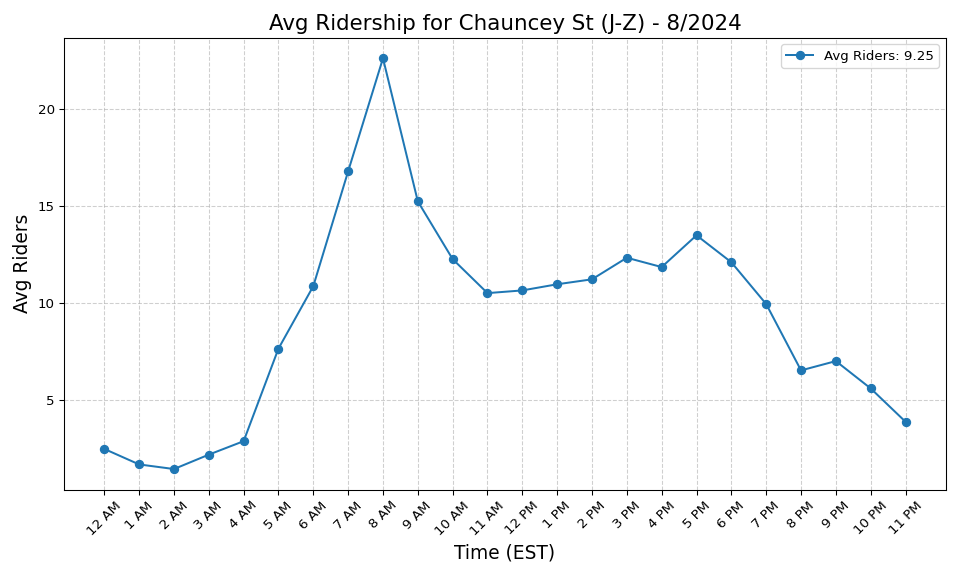 Avg Ridership for Chauncey St (J-Z) - 8/2024
Avg Riders: 9.25
Avg Riders
20
15
10
5
12 AM
1 AM
2 AM
3 AM
4 AM
5 AM
6 AM
7 AM
8 AM
9 AM
10 AM
11 AM
12 PM
1 PM
2 PM
3 PM
4 PM
5 PM
6 PM
7 PM
8 PM
9 PM
10 PM
11 PM
Time (EST)